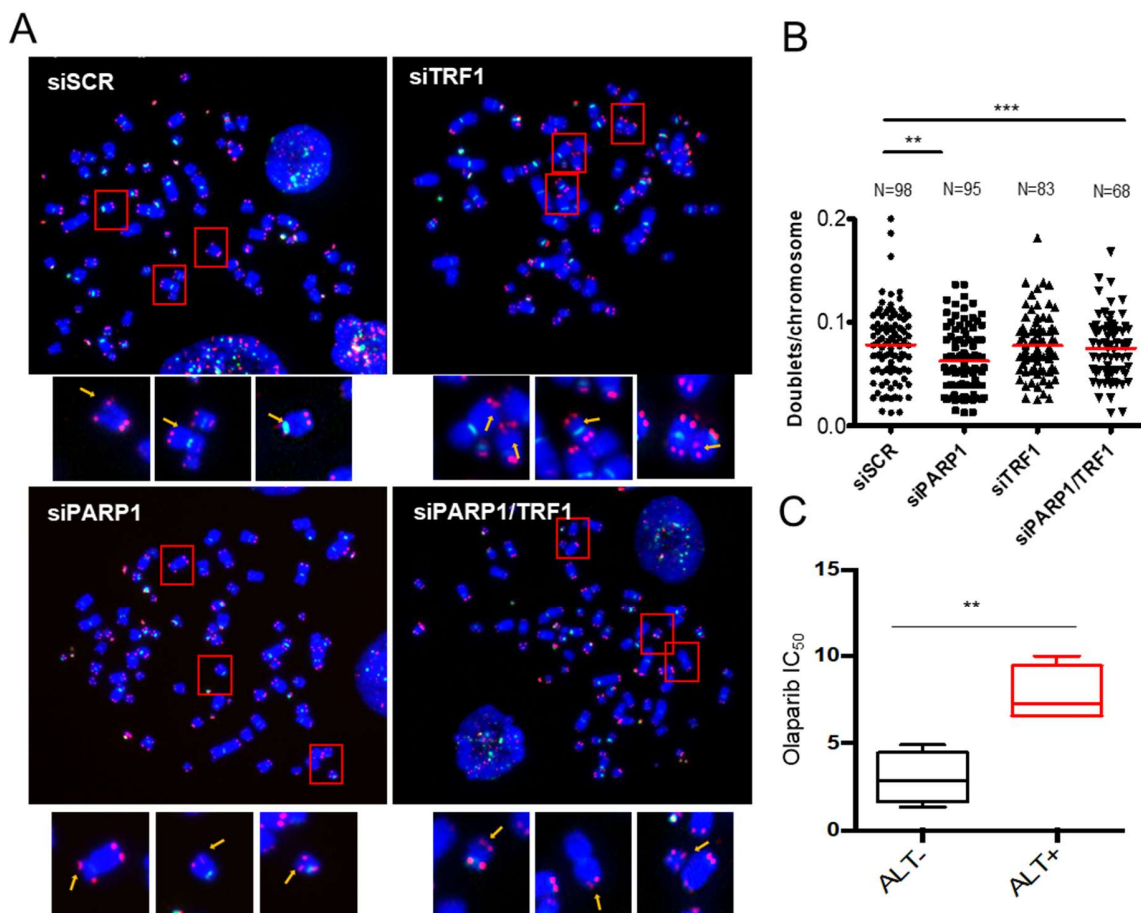 A
siSCR
siTRF1
siPARP1
siPARP1/TRF1
B
***
**
N=98 N=95 N=83 N=68
Doublets/chromosome
0.2
0.1
0.0
siSCR
siPARP1
siTRF1
siPARP1/TRF1
C
Olaparib IC50
15
10
5
0
**
ALT-
ALT+